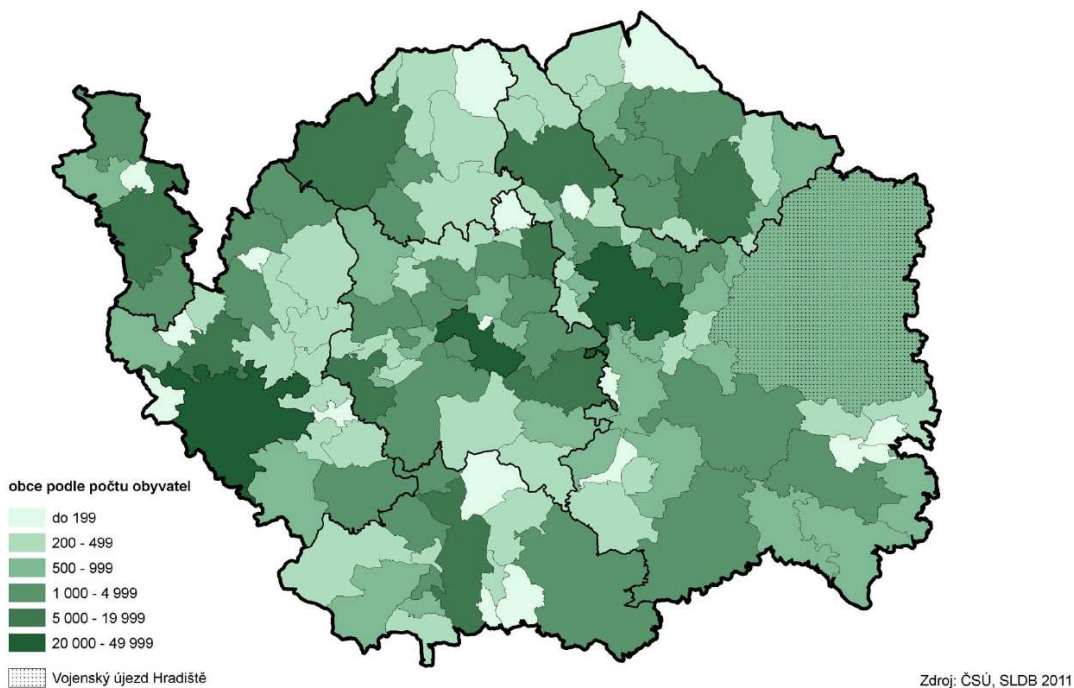 obce podle počtu obyvatel
do 199
200 - 499
500 - 999
1 000 - 4 999
5 000 - 19 999
20 000 - 49 999
Vojenský újezd Hradiště
Zdroj: ČSÚ, SLDB 2011